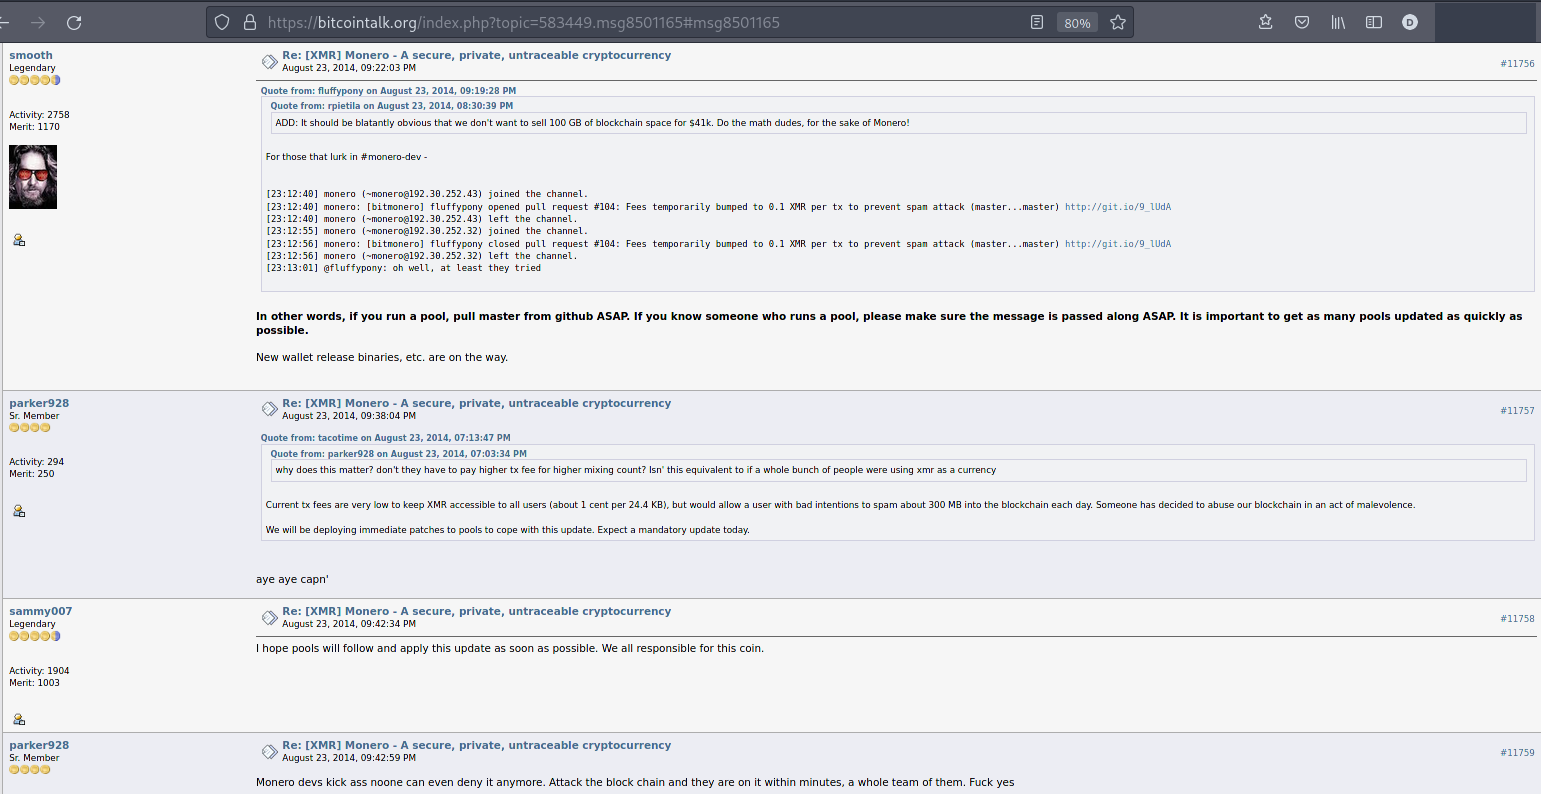 https://bitcointalk.org/index.php?topic=583449.msg8501165#msg8501165
80%
D
smooth
Legendary
Activity: 2758
Merit: 1170
Re: [XMR] Monero - A secure, private, untraceable cryptocurrency
August 23, 2014, 09:22:03 PM
#11756
Quote from: fluffypony on August 23, 2014, 09:19:28 PM
Quote from: rpietila on August 23, 2014, 08:30:39 PM
ADD: It should be blatantly obvious that we don't want to sell 100 GB of blockchain space for $41k. Do the math dudes, for the sake of Monero!
For those that lurk in #monero-dev -
[23:12:40] monero (~monero@192.30.252.43) joined the channel.
[23:12:40] monero: [bitmonero] fluffypony opened pull request #104: Fees temporarily bumped to 0.1 XMR per tx to prevent spam attack (master...master) http://git.io/9_lUdA
[23:12:40] monero (~monero@192.30.252.43) left the channel.
[23:12:55] monero (~monero@192.30.252.32) joined the channel.
[23:12:56] monero: [bitmonero] fluffypony closed pull request #104: Fees temporarily bumped to 0.1 XMR per tx to prevent spam attack (master...master) http://git.io/9_lUdA
[23:12:56] monero (~monero@192.30.252.32) left the channel.
[23:13:01] @fluffypony: oh well, at least they tried
In other words, if you run a pool, pull master from github ASAP. If you know someone who runs a pool, please make sure the message is passed along ASAP. It is important to get as many pools updated as quickly as
possible.
New wallet release binaries, etc. are on the way.
parker928
Sr. Member
Activity: 294
Merit: 250
Re: [XMR] Monero - A secure, private, untraceable cryptocurrency
August 23, 2014, 09:38:04 PM
#11757
Quote from: tacotime on August 23, 2014, 07:13:47 PM
Quote from: parker928 on August 23, 2014, 07:03:34 PM
why does this matter? don't they have to pay higher tx fee for higher mixing count? Isn' this equivalent to if a whole bunch of people were using xmr as a currency
Current tx fees are very low to keep XMR accessible to all users (about 1 cent per 24.4 KB), but would allow a user with bad intentions to spam about 300 MB into the blockchain each day. Someone has decided to abuse our blockchain in an act of malevolence.
We will be deploying immediate patches to pools to cope with this update. Expect a mandatory update today.
aye aye capn'
sammy007
Legendary
Activity: 1904
Merit: 1003
Re: [XMR] Monero - A secure, private, untraceable cryptocurrency
August 23, 2014, 09:42:34 PM
#11758
I hope pools will follow and apply this update as soon as possible. We all responsible for this coin.
parker928
Sr. Member
Re: [XMR] Monero - A secure, private, untraceable cryptocurrency
August 23, 2014, 09:42:59 PM
#11759
Monero devs kick ass noone can even deny it anymore. Attack the block chain and they are on it within minutes, a whole team of them. Fuck yes